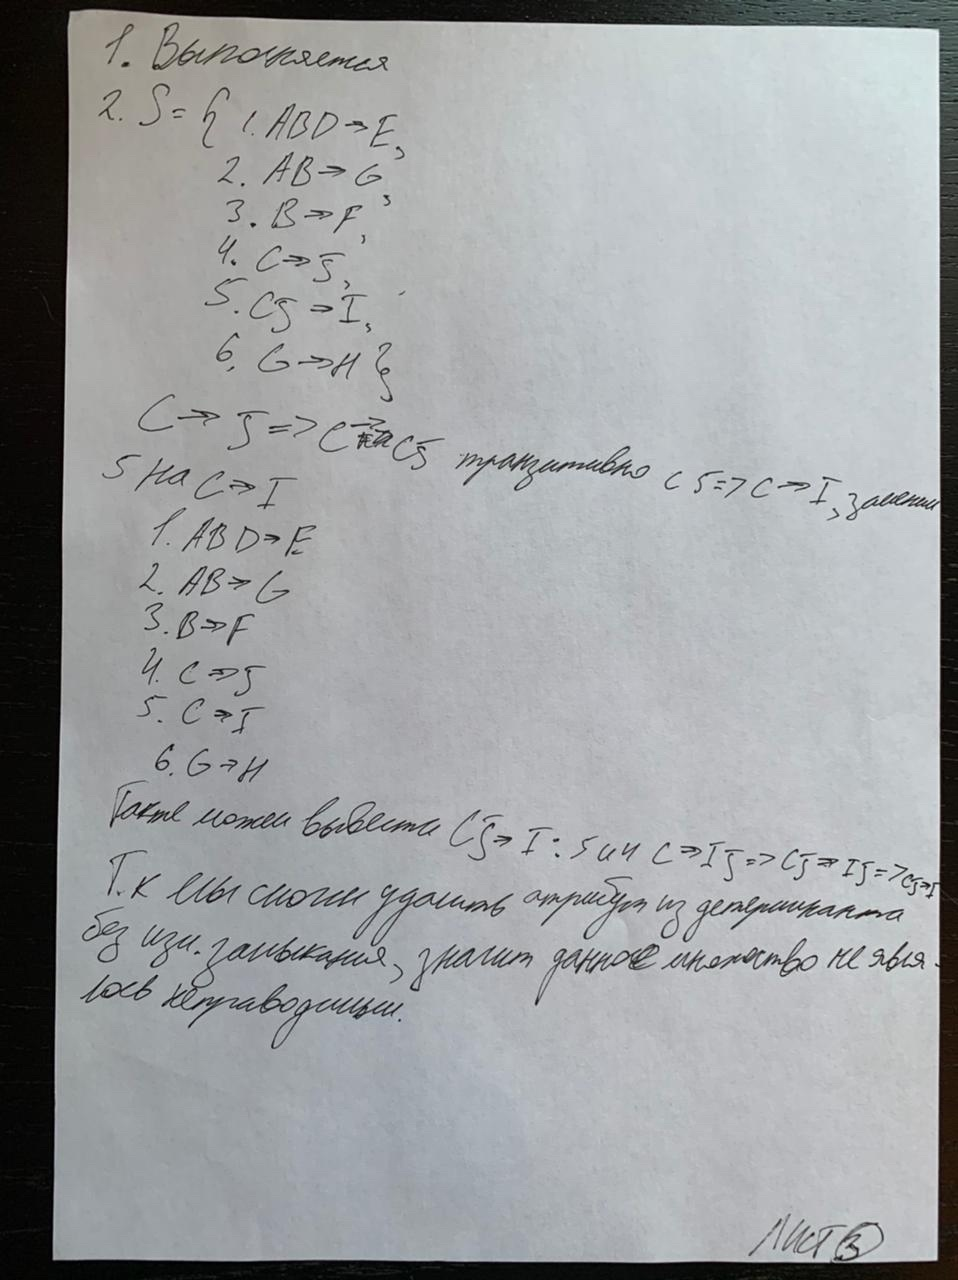 1. Выполняется
2. S = { 1. ABD → E,
2. AB → G,
3. B → F,
4. C → J,
5. CJ → I,
6. G → H }
C → J => C → CJ транзитивно с 5 => C → I, заменим
5 на C → I
1. ABD → E
2. AB → G
3. B → F
4. C → J
5. C → I
6. G → H
Также можем вывести CJ → I : 5 и 4 C → IJ => CJ → IJ => CJ → I
Т.к мы смогли удалить атрибут из детерминанта
без изм. замыкания, значит данное множество не явля-
лось неприводимым.
Лист 3